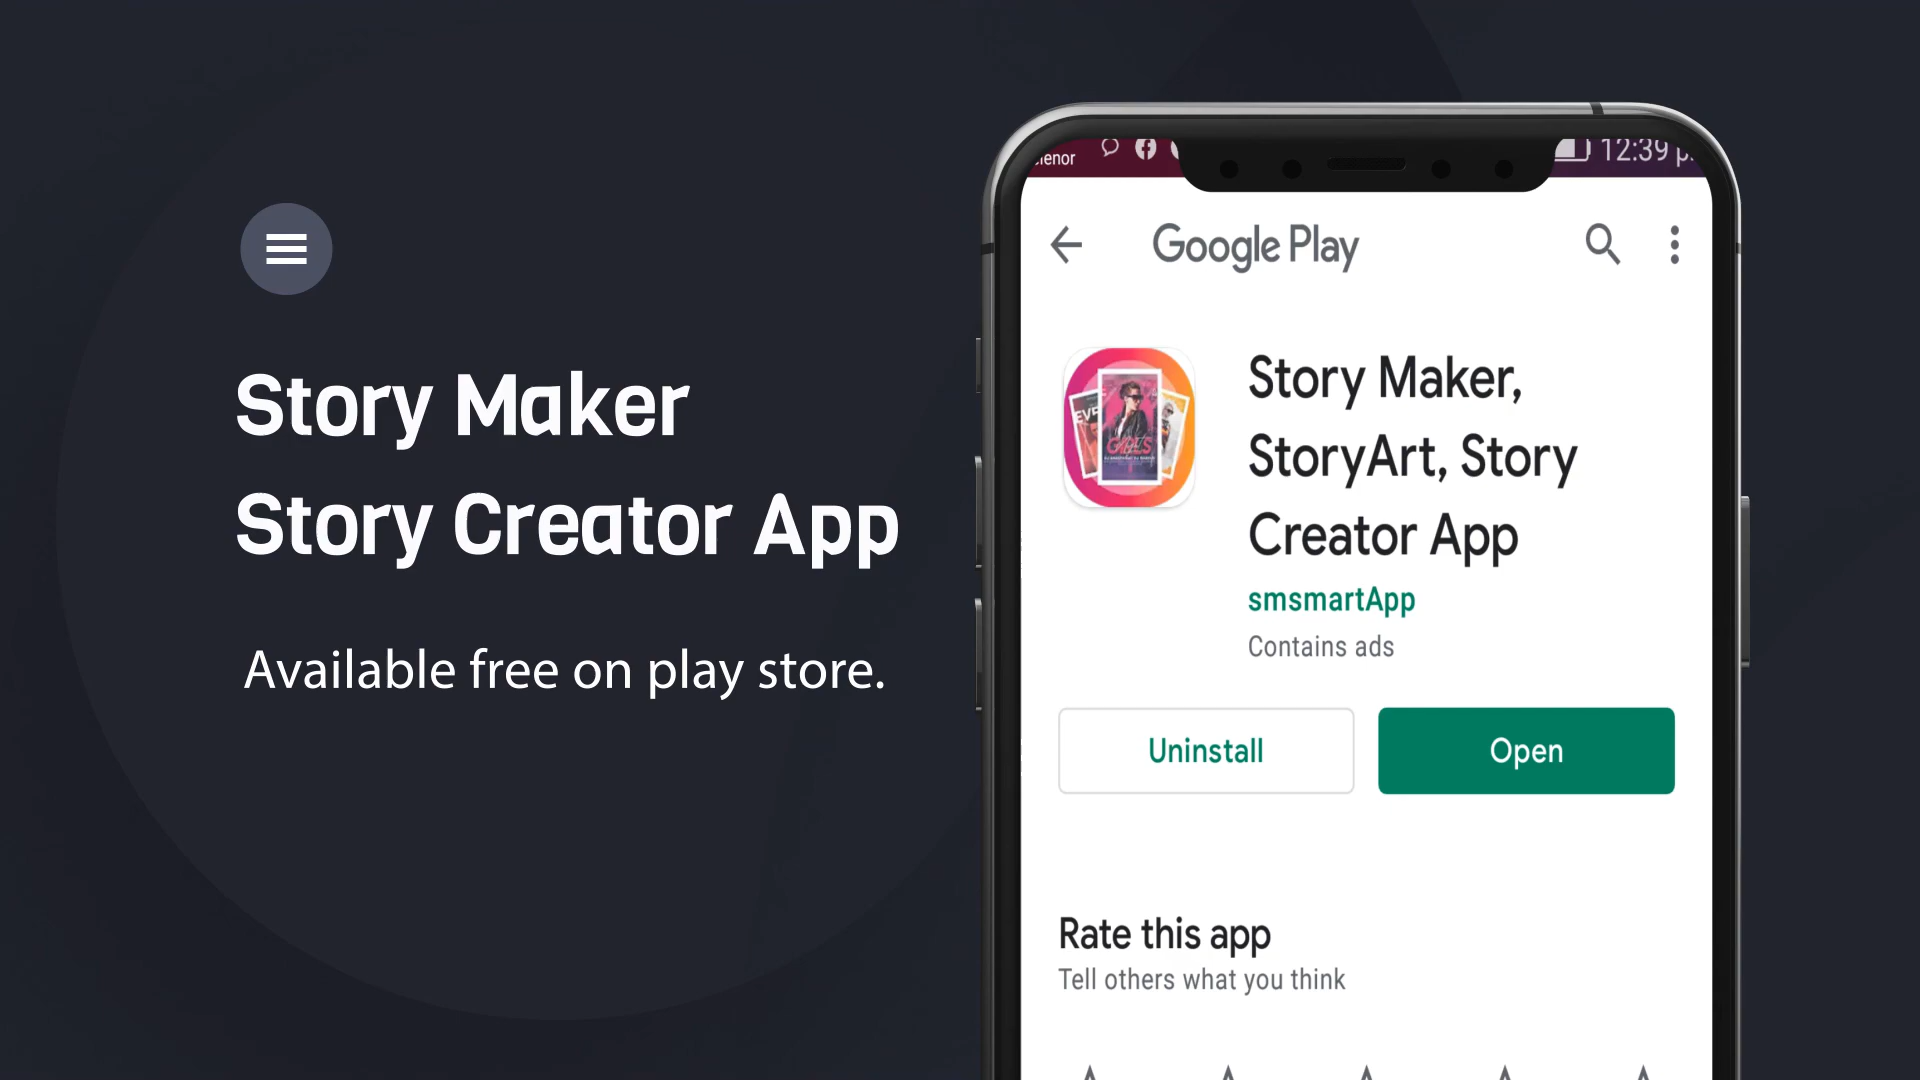 Story Maker
Story Creator App
Available free on play store.
12:39
Google Play
Story Maker,
StoryArt, Story
Creator App
smsmartApp
Contains ads
Uninstall
Open
Rate this app
Tell others what you think